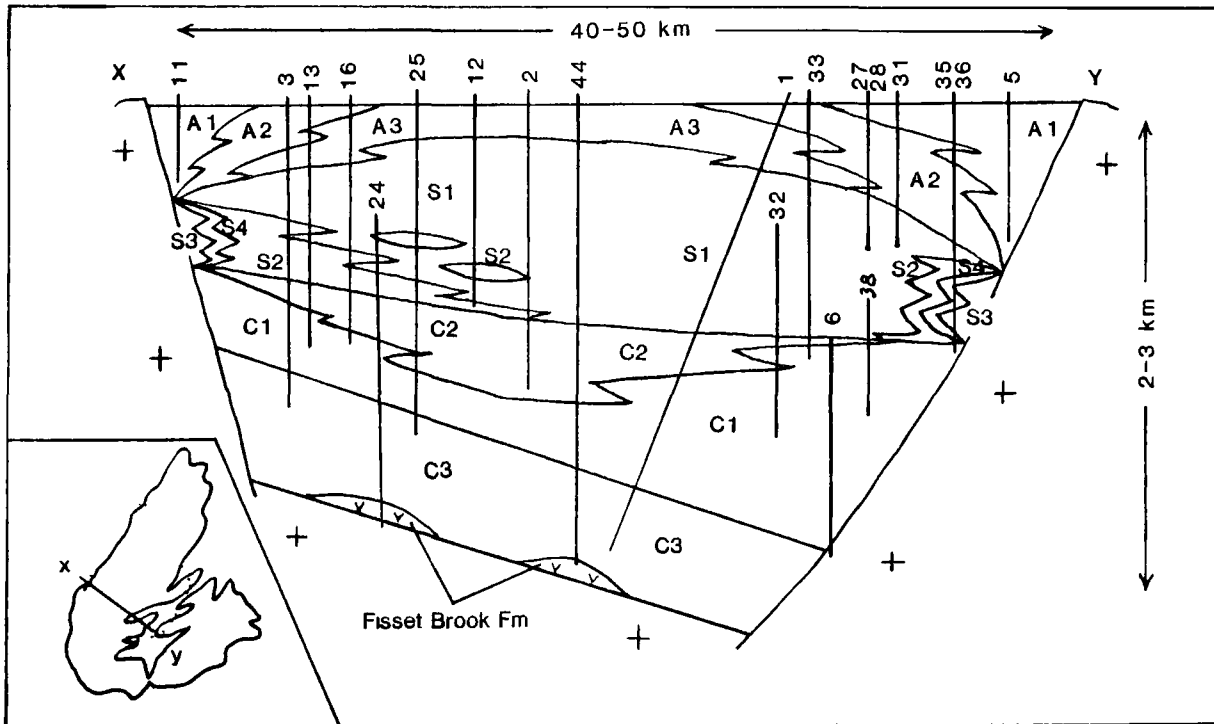 40-50 km
X 11 3 13 16 25 12 2 44 1 33 27 28 31 35 36 5 Y
A1 A2 A3 A3 A2 A1
24 S1 32 S1
S3 S4 S2 S2 S2 S4 S3
38 6
C1 C2 C2 C1
2-3 km
C3 C3
Y Y Y Y
Fisset Brook Fm
x
y